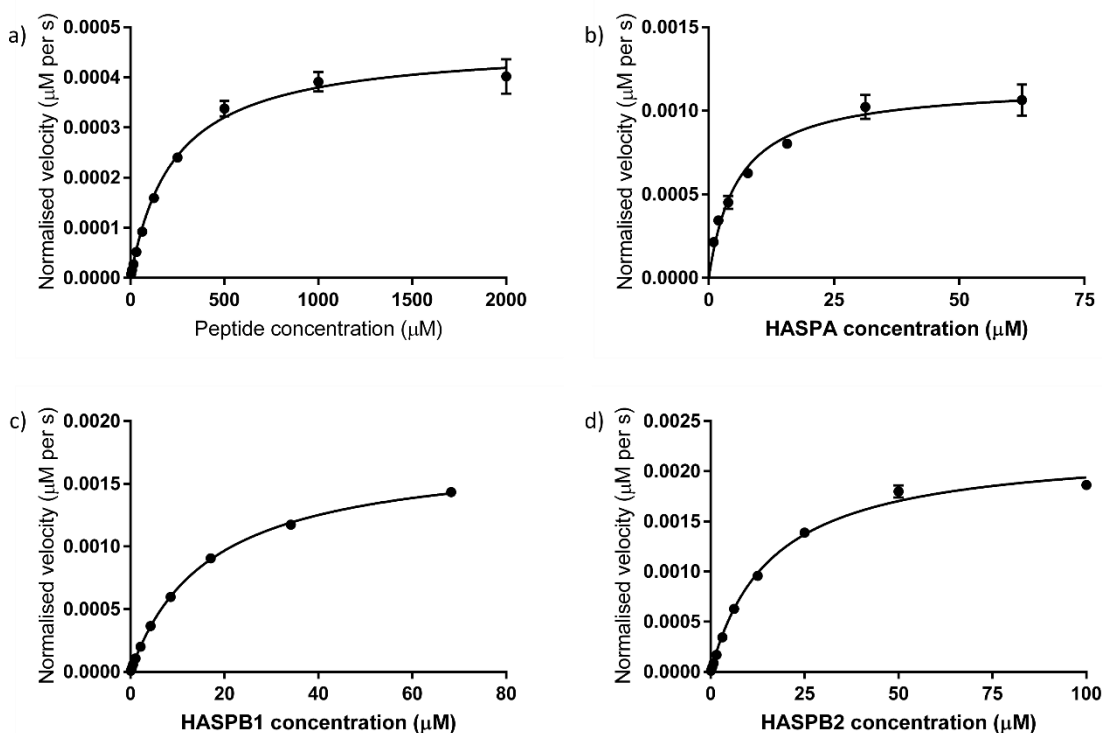 a)
Normalised velocity (μM per s)
0.0005
0.0004
0.0003
0.0002
0.0001
0.0000
0 500 1000 1500 2000
Peptide concentration (μM)
b)
Normalised velocity (μM per s)
0.0015
0.0010
0.0005
0.0000
0 25 50 75
HASPA concentration (μM)
c)
Normalised velocity (μM per s)
0.0020
0.0015
0.0010
0.0005
0.0000
0 20 40 60 80
HASPB1 concentration (μM)
d)
Normalised velocity (μM per s)
0.0025
0.0020
0.0015
0.0010
0.0005
0.0000
0 25 50 75 100
HASPB2 concentration (μM)